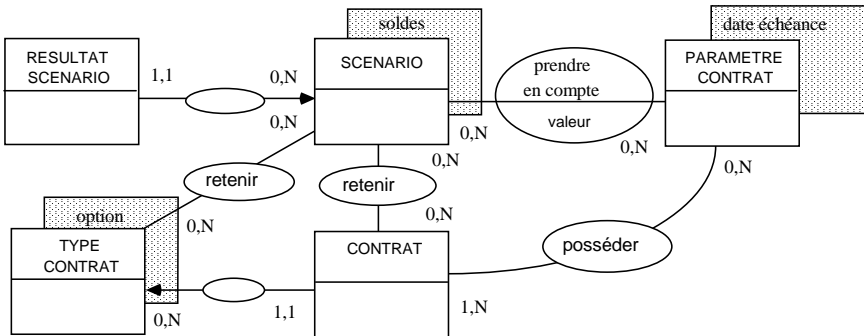 soldes
date échéance
RESULTAT
SCENARIO
SCENARIO
PARAMETRE
CONTRAT
prendre
en compte
valeur
1,1
0,N
0,N
0,N
0,N
0,N
0,N
retenir
retenir
option
0,N
0,N
TYPE
CONTRAT
CONTRAT
posséder
1,1
1,N
0,N